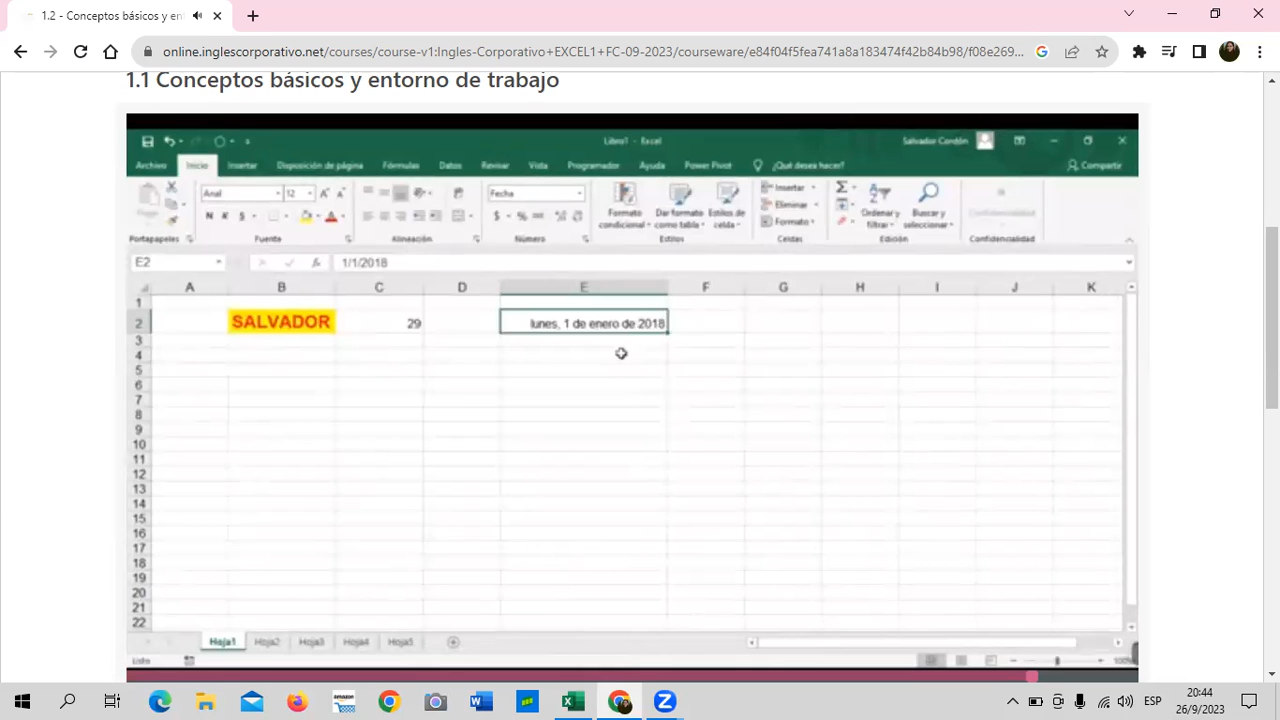 1.2 - Conceptos básicos y ent
online.inglescorporativo.net/courses/course-v1:Ingles-Corporativo+EXCEL1+FC-09-2023/courseware/e84f04f5fea741a8a183474f42b84b98/f08e269...
1.1 Conceptos básicos y entorno de trabajo
Libro1 - Excel
Salvador Cordón
Archivo Inicio Insertar Disposición de página Fórmulas Datos Revisar Vista Programador Ayuda Power Pivot ¿Qué desea hacer? Compartir
Arial 12 Fecha Insertar
Pegar N K S $ % Formato condicional Dar formato como tabla Estilos de celda Eliminar Formato Ordenar y filtrar Buscar y seleccionar Confidencialidad
Portapapeles Fuente Alineación Número Estilos Celdas Edición Confidencialidad
E2 fx 1/1/2018
A B C D E F G H I J K
1
2 SALVADOR 29 lunes, 1 de enero de 2018
3
4
5
6
7
8
9
10
11
12
13
14
15
16
17
18
19
20
21
22
Hoja1 Hoja2 Hoja3 Hoja4 Hoja5
Listo 100%
amazon
ESP
20:44
26/9/2023